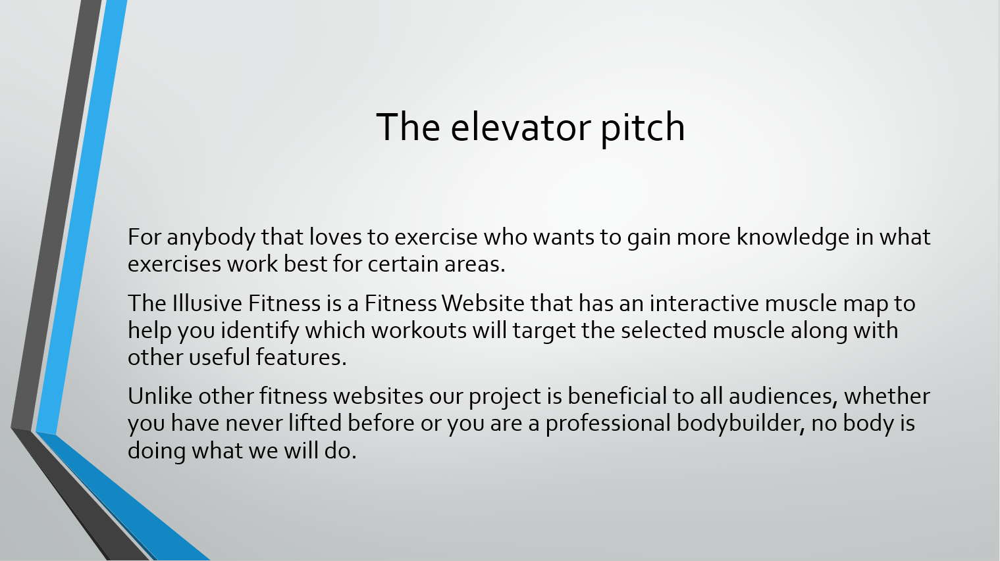 The elevator pitch
For anybody that loves to exercise who wants to gain more knowledge in what
exercises work best for certain areas.
The Illusive Fitness is a Fitness Website that has an interactive muscle map to
help you identify which workouts will target the selected muscle along with
other useful features.
Unlike other fitness websites our project is beneficial to all audiences, whether
you have never lifted before or you are a professional bodybuilder, no body is
doing what we will do.